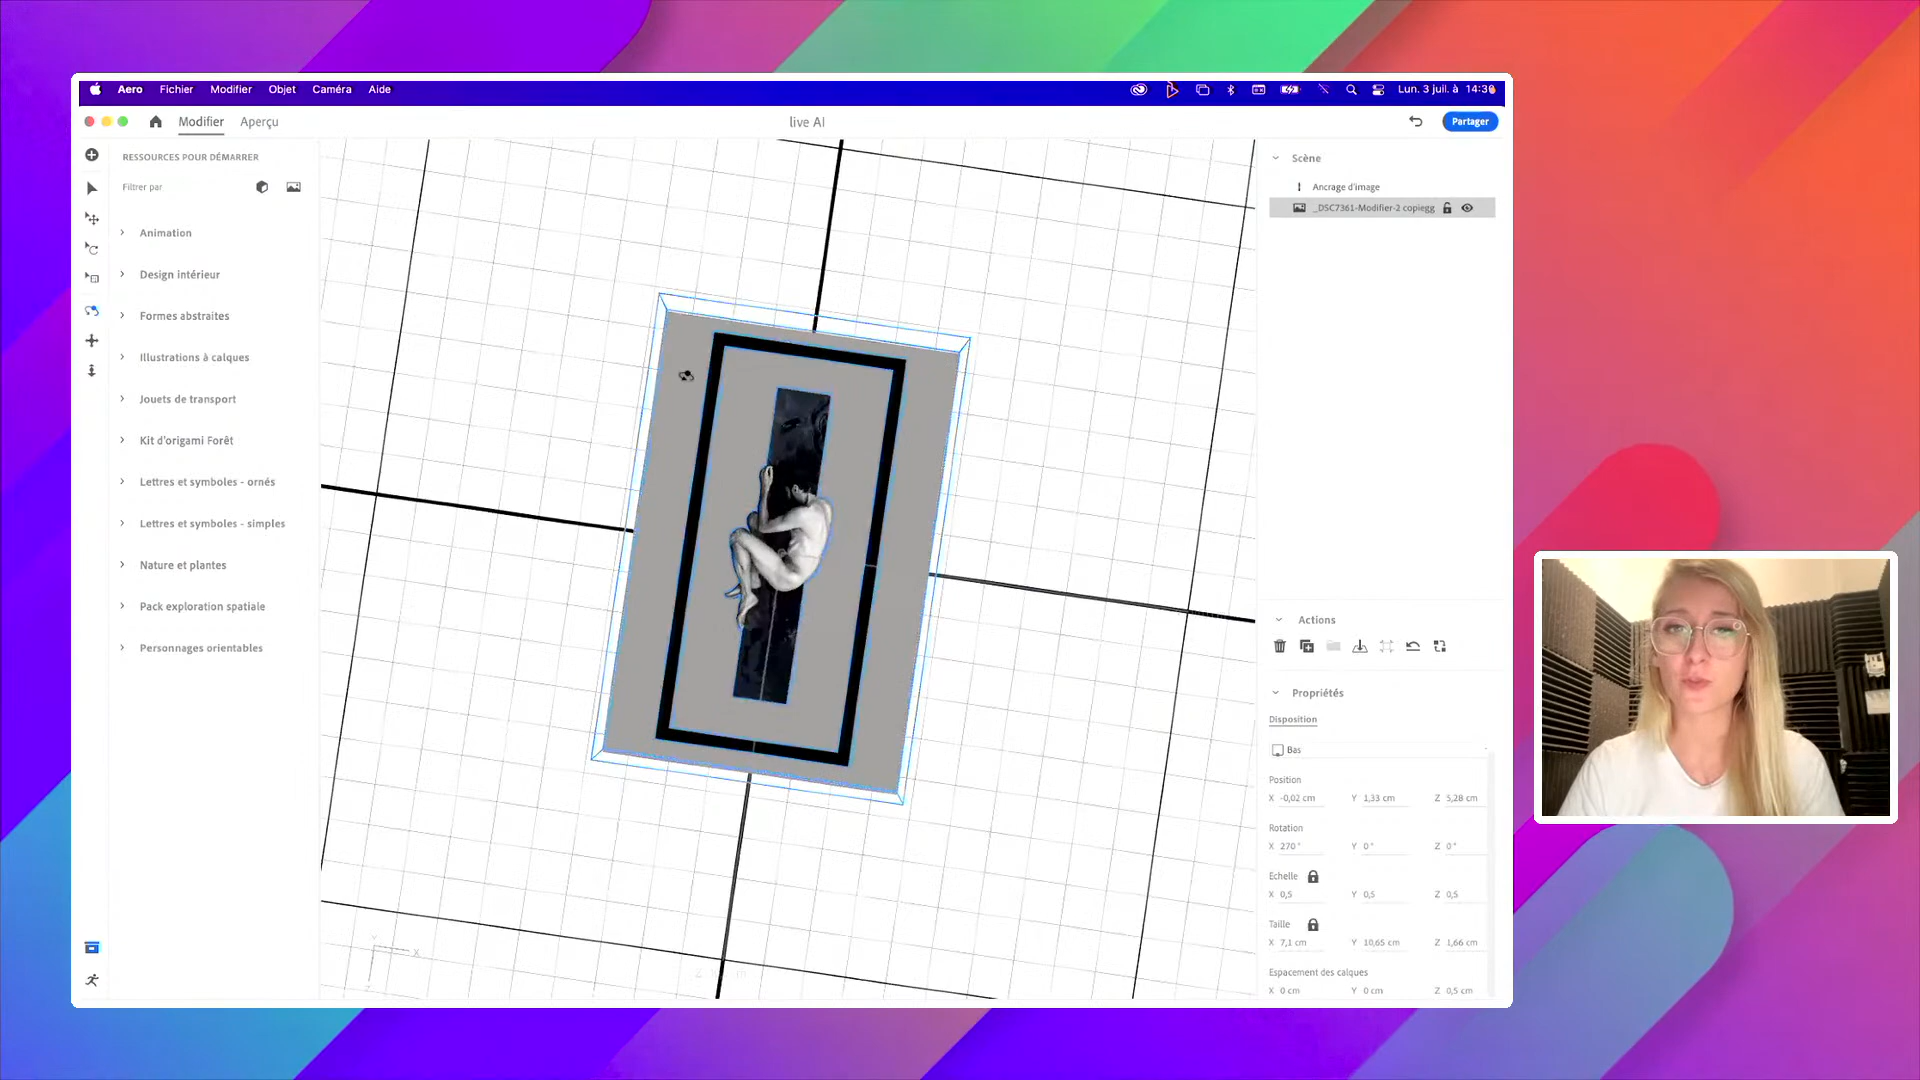 Aero Fichier Modifier Objet Caméra Aide
Lun. 3 juil. à 14:36
Modifier Aperçu
live AI
Partager
RESSOURCES POUR DÉMARRER
Filtrer par
Animation
Design intérieur
Formes abstraites
Illustrations à calques
Jouets de transport
Kit d'origami Forêt
Lettres et symboles - ornés
Lettres et symboles - simples
Nature et plantes
Pack exploration spatiale
Personnages orientables
Scène
Ancrage d'image
_DSC7361-Modifier-2 copiegg
Actions
Propriétés
Disposition
Bas
Position
X -0,02 cm Y 1,33 cm Z 5,28 cm
Rotation
X 270° Y 0° Z 0°
Echelle
X 0,5 Y 0,5 Z 0,5
Taille
X 7,1 cm Y 10,65 cm Z 1,66 cm
Espacement des calques
X 0 cm Y 0 cm Z 0,5 cm